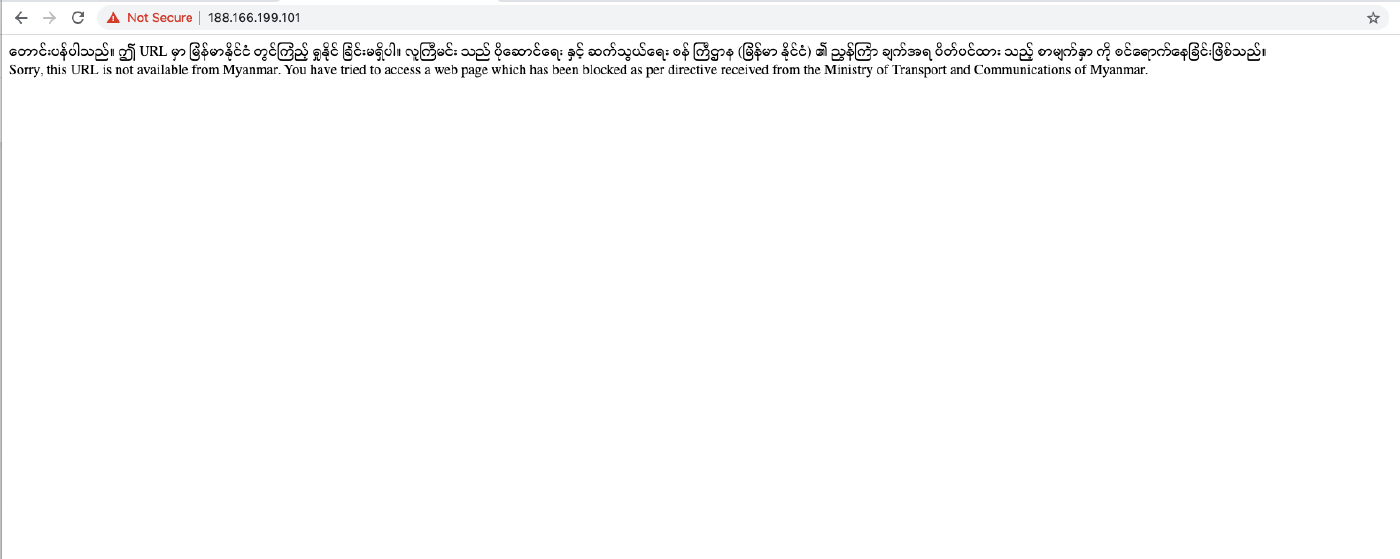 Not Secure | 188.166.199.101
တောင်းပန်ပါသည်။ ဤ URL မှာ မြန်မာနိုင်ငံ တွင်ကြည့် ရှုနိုင် ခြင်းမရှိပါ။ လူကြီးမင်း သည် ပို့ဆောင်ရေး နှင့် ဆက်သွယ်ရေး ဝန် ကြီဌာန (မြန်မာ နိုင်ငံ) ၏ ညွှန်ကြာ ချက်အရ ပိတ်ပင်ထား သည့် စာမျက်နှာ ကို ဝင်ရောက်နေခြင်းဖြစ်သည်။
Sorry, this URL is not available from Myanmar. You have tried to access a web page which has been blocked as per directive received from the Ministry of Transport and Communications of Myanmar.